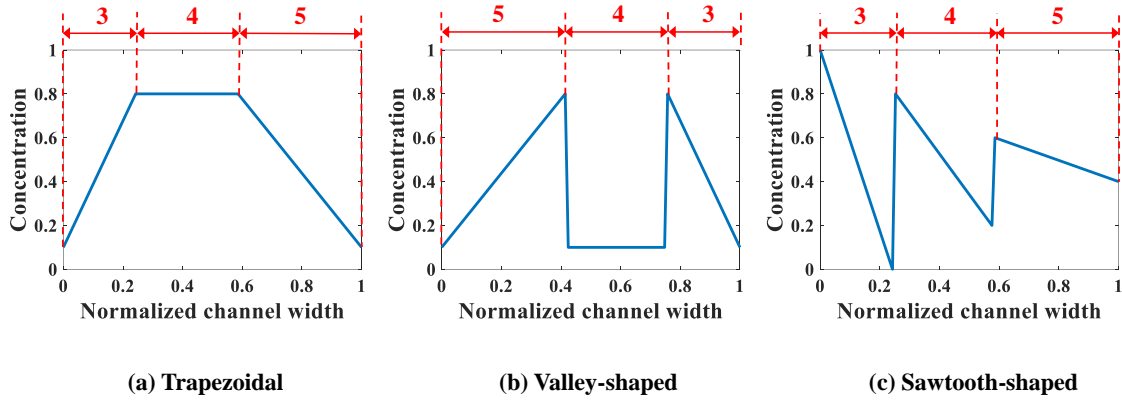 3 4 5
1
0.8
0.6
0.4
0.2
0
0 0.2 0.4 0.6 0.8 1
Concentration
Normalized channel width
(a) Trapezoidal
5 4 3
1
0.8
0.6
0.4
0.2
0
0 0.2 0.4 0.6 0.8 1
Concentration
Normalized channel width
(b) Valley-shaped
3 4 5
1
0.8
0.6
0.4
0.2
0
0 0.2 0.4 0.6 0.8 1
Concentration
Normalized channel width
(c) Sawtooth-shaped